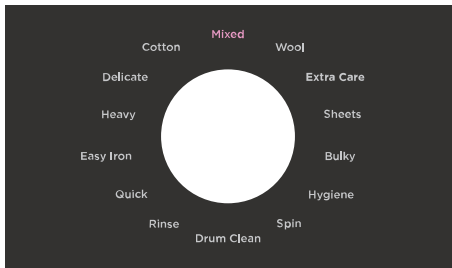 Mixed
Cotton
Wool
Delicate
Extra Care
Heavy
Sheets
Easy Iron
Bulky
Quick
Hygiene
Rinse
Spin
Drum Clean